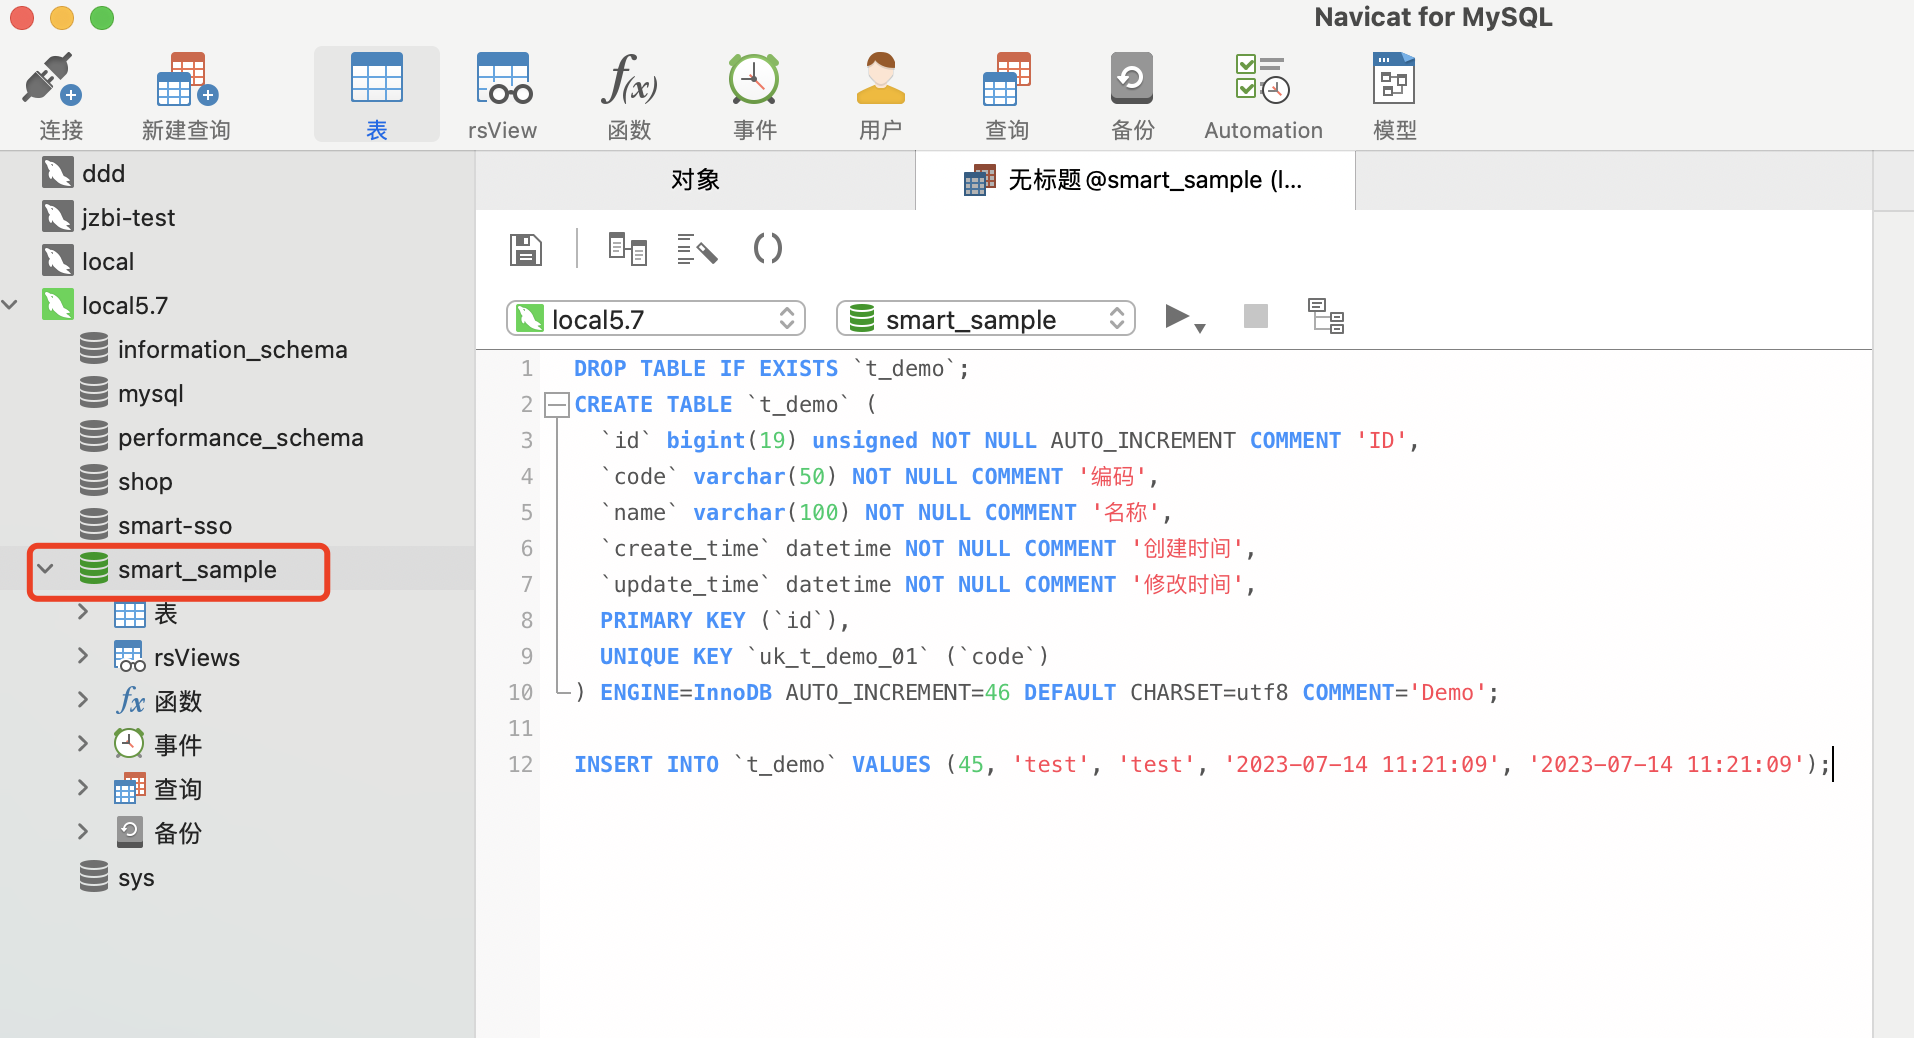 Navicat for MySQL
连接
新建查询
表
rsView
函数
事件
用户
查询
备份
Automation
模型
ddd
jzbi-test
local
local5.7
information_schema
mysql
performance_schema
shop
smart-sso
smart_sample
表
rsViews
函数
事件
查询
备份
sys
对象
无标题@smart_sample (l...
local5.7
smart_sample
1 DROP TABLE IF EXISTS `t_demo`;
2 CREATE TABLE `t_demo` (
3 `id` bigint(19) unsigned NOT NULL AUTO_INCREMENT COMMENT 'ID',
4 `code` varchar(50) NOT NULL COMMENT '编码',
5 `name` varchar(100) NOT NULL COMMENT '名称',
6 `create_time` datetime NOT NULL COMMENT '创建时间',
7 `update_time` datetime NOT NULL COMMENT '修改时间',
8 PRIMARY KEY (`id`),
9 UNIQUE KEY `uk_t_demo_01` (`code`)
10 ) ENGINE=InnoDB AUTO_INCREMENT=46 DEFAULT CHARSET=utf8 COMMENT='Demo';
11
12 INSERT INTO `t_demo` VALUES (45, 'test', 'test', '2023-07-14 11:21:09', '2023-07-14 11:21:09');